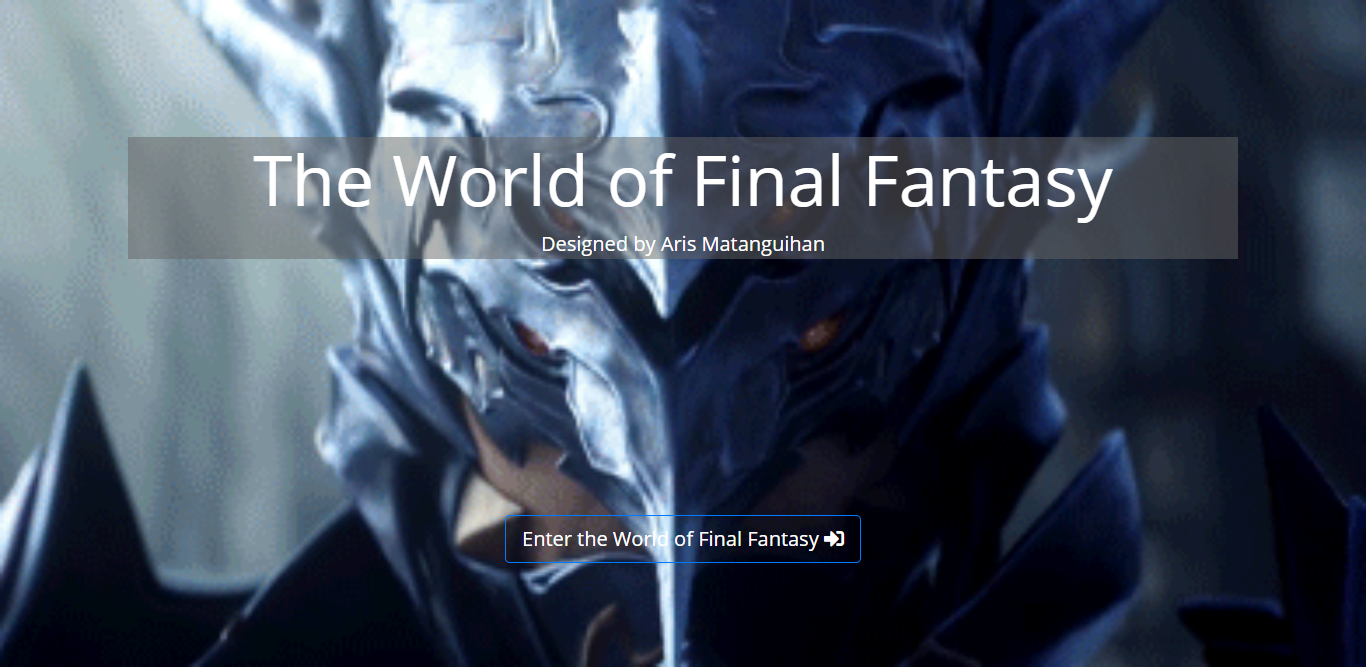 The World of Final Fantasy
Designed by Aris Matanguihan
Enter the World of Final Fantasy